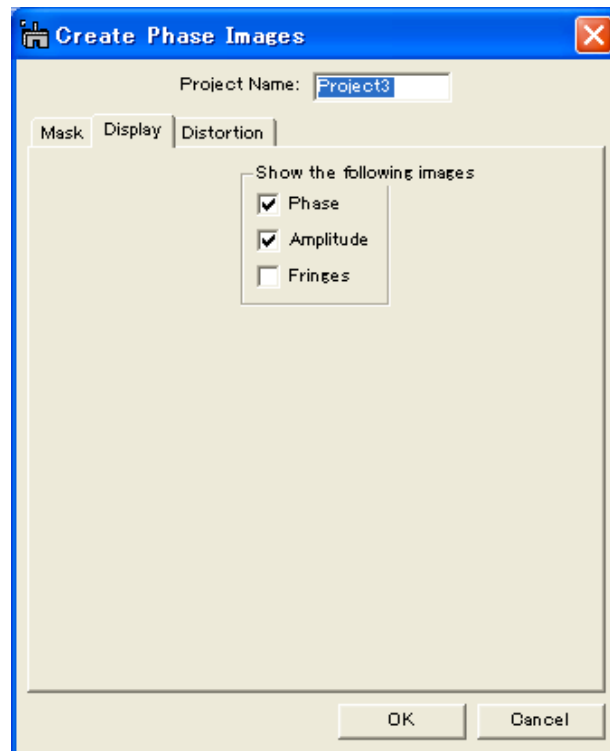 Create Phase Images
Project Name: Project3
Mask Display Distortion
Show the following images
Phase
Amplitude
Fringes
OK Cancel